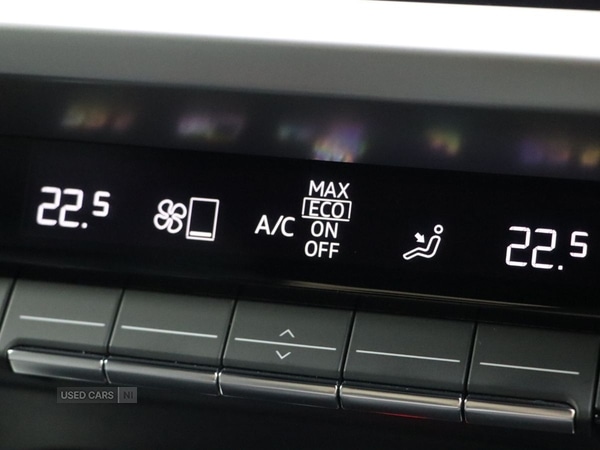 22.5
A/C
MAX
ECO
ON
OFF
22.5
USED CARS NI